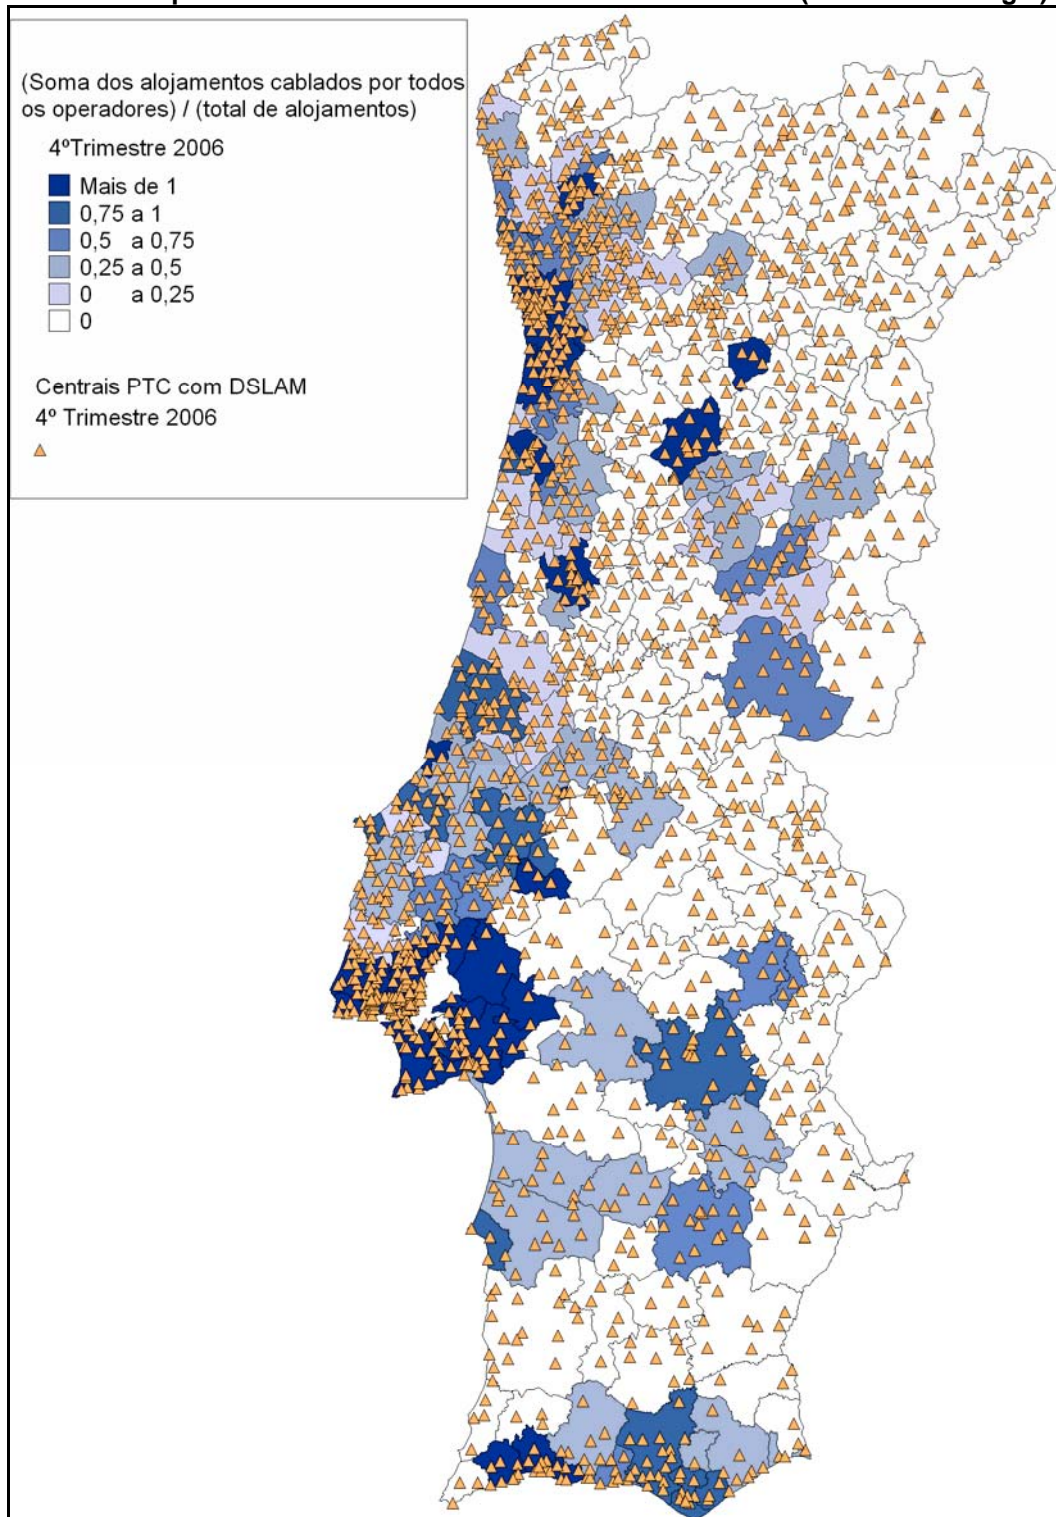 (Soma dos alojamentos cablados por todos
os operadores) / (total de alojamentos)
4ºTrimestre 2006
Mais de 1
0,75 a 1
0,5 a 0,75
0,25 a 0,5
0 a 0,25
0
Centrais PTC com DSLAM
4º Trimestre 2006